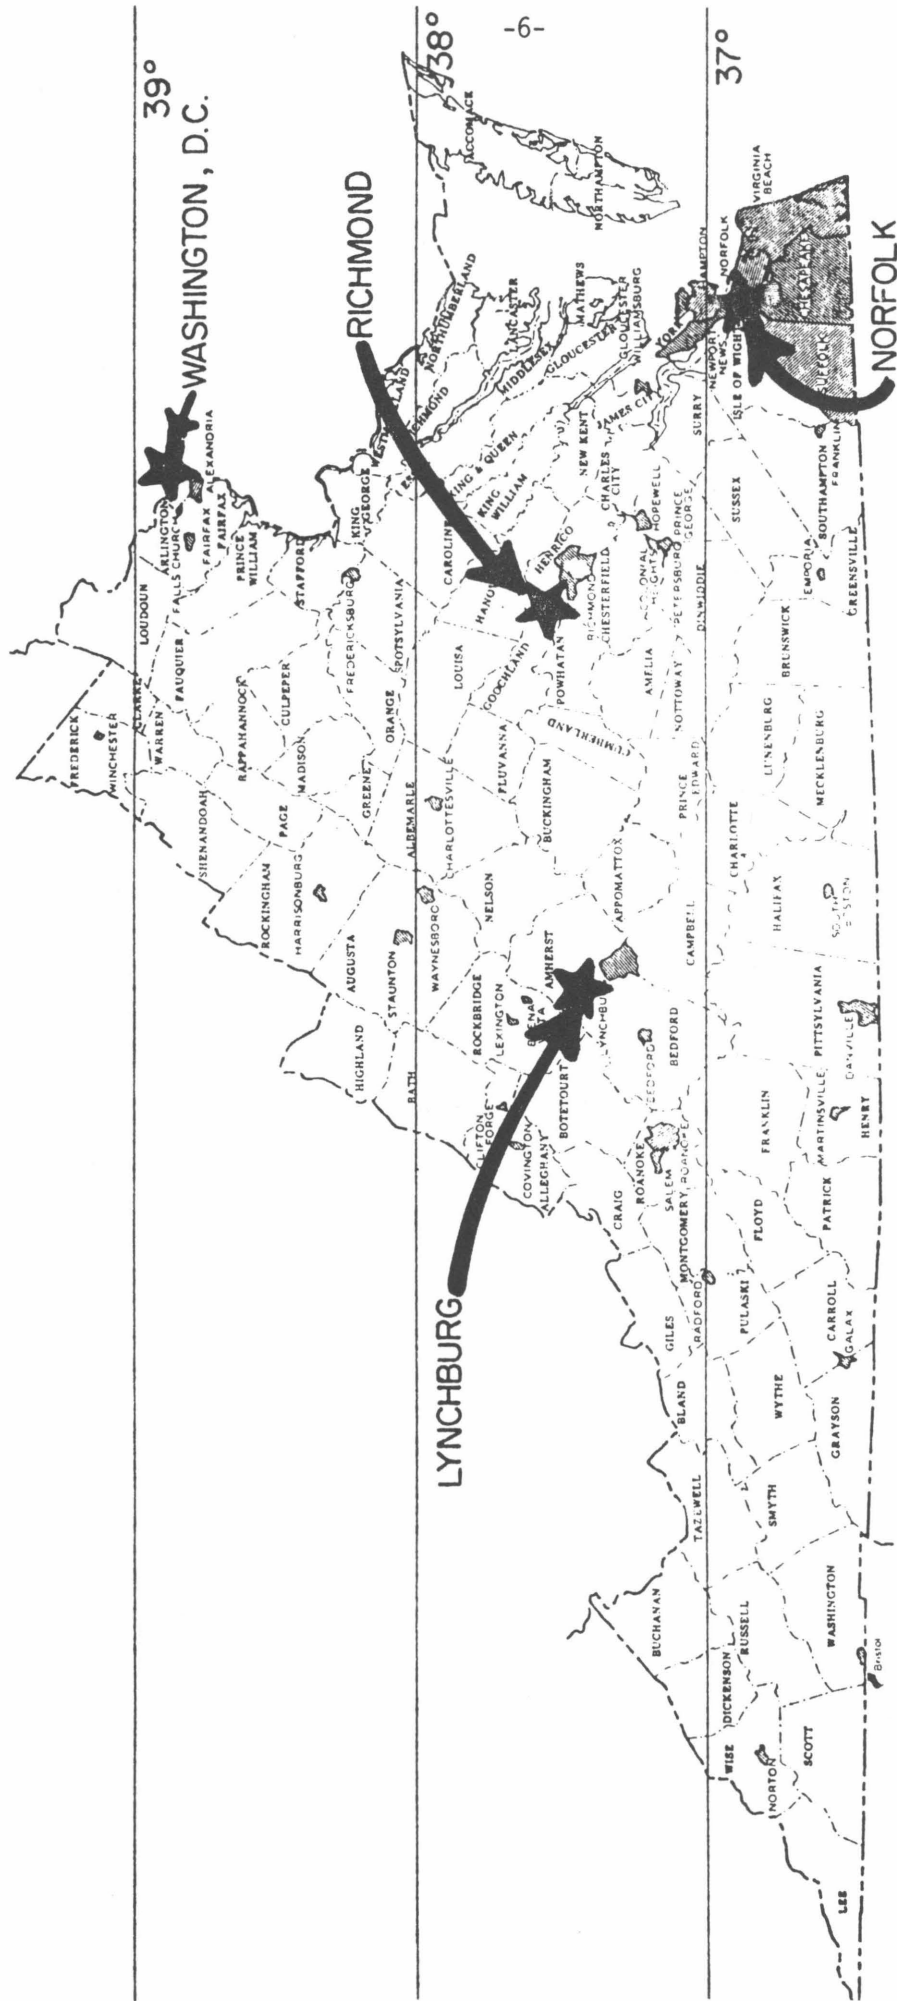 -6-
39°
38°
37°
WASHINGTON, D.C.
RICHMOND
LYNCHBURG
NORFOLK
FREDERICK
WINCHESTER
CLARKE
LOUDOUN
WARREN
FAUQUIER
ARLINGTON
FALLS CHURCH
ALEXANDRIA
FAIRFAX
FAIRFAX
PRINCE
WILLIAM
SHENANDOAH
RAPPAHANNOCK
CULPEPER
STAFFORD
PAGE
MADISON
ROCKINGHAM
HARRISONBURG
GREENE
ORANGE
FREDERICKSBURG
KING
GEORGE
SPOTSYLVANIA
CAROLINE
NORTHUMBERLAND
LANCASTER
ACCOMACK
NORTHAMPTON
HIGHLAND
AUGUSTA
STAUNTON
WAYNESBORO
ALBEMARLE
CHARLOTTESVILLE
LOUISA
KING & QUEEN
KING
WILLIAM
MIDDLESEX
MATHEWS
GLOUCESTER
GLOUCESTER
WILLIAMSBURG
BATH
ROCKBRIDGE
LEXINGTON
NELSON
FLUVANNA
GOOCHLAND
HENRICO
NEW KENT
CHARLES
CITY
JAMES CITY
YORK
CLIFTON
FORGE
COVINGTON
ALLEGHANY
BOTETOURT
AMHERST
BUCKINGHAM
CUMBERLAND
POWHATAN
RICHMOND
CHESTERFIELD
COLONIAL
HEIGHTS
HOPEWELL
PETERSBURG
PRINCE
GEORGE
SURRY
NEWPORT
NEWS
HAMPTON
NORFOLK
VIRGINIA
BEACH
CRAIG
ROANOKE
SALEM
ROANOKE
BEDFORD
BEDFORD
APPOMATTOX
CAMPBELL
PRINCE
EDWARD
AMELIA
NOTTOWAY
DINWIDDIE
SUSSEX
SUFFOLK
CHESAPEAKE
GILES
MONTGOMERY
RADFORD
BLAND
TAZEWELL
BUCHANAN
DICKENSON
RUSSELL
WISE
NORTON
SCOTT
LEE
WASHINGTON
Bristol
SMYTH
WYTHE
PULASKI
FLOYD
FRANKLIN
GRAYSON
CARROLL
GALAX
PATRICK
MARTINSVILLE
HENRY
PITTSYLVANIA
DANVILLE
HALIFAX
SOUTH
BOSTON
CHARLOTTE
LUNENBURG
MECKLENBURG
BRUNSWICK
EMPORIA
GREENSVILLE
SOUTHAMPTON
FRANKLIN